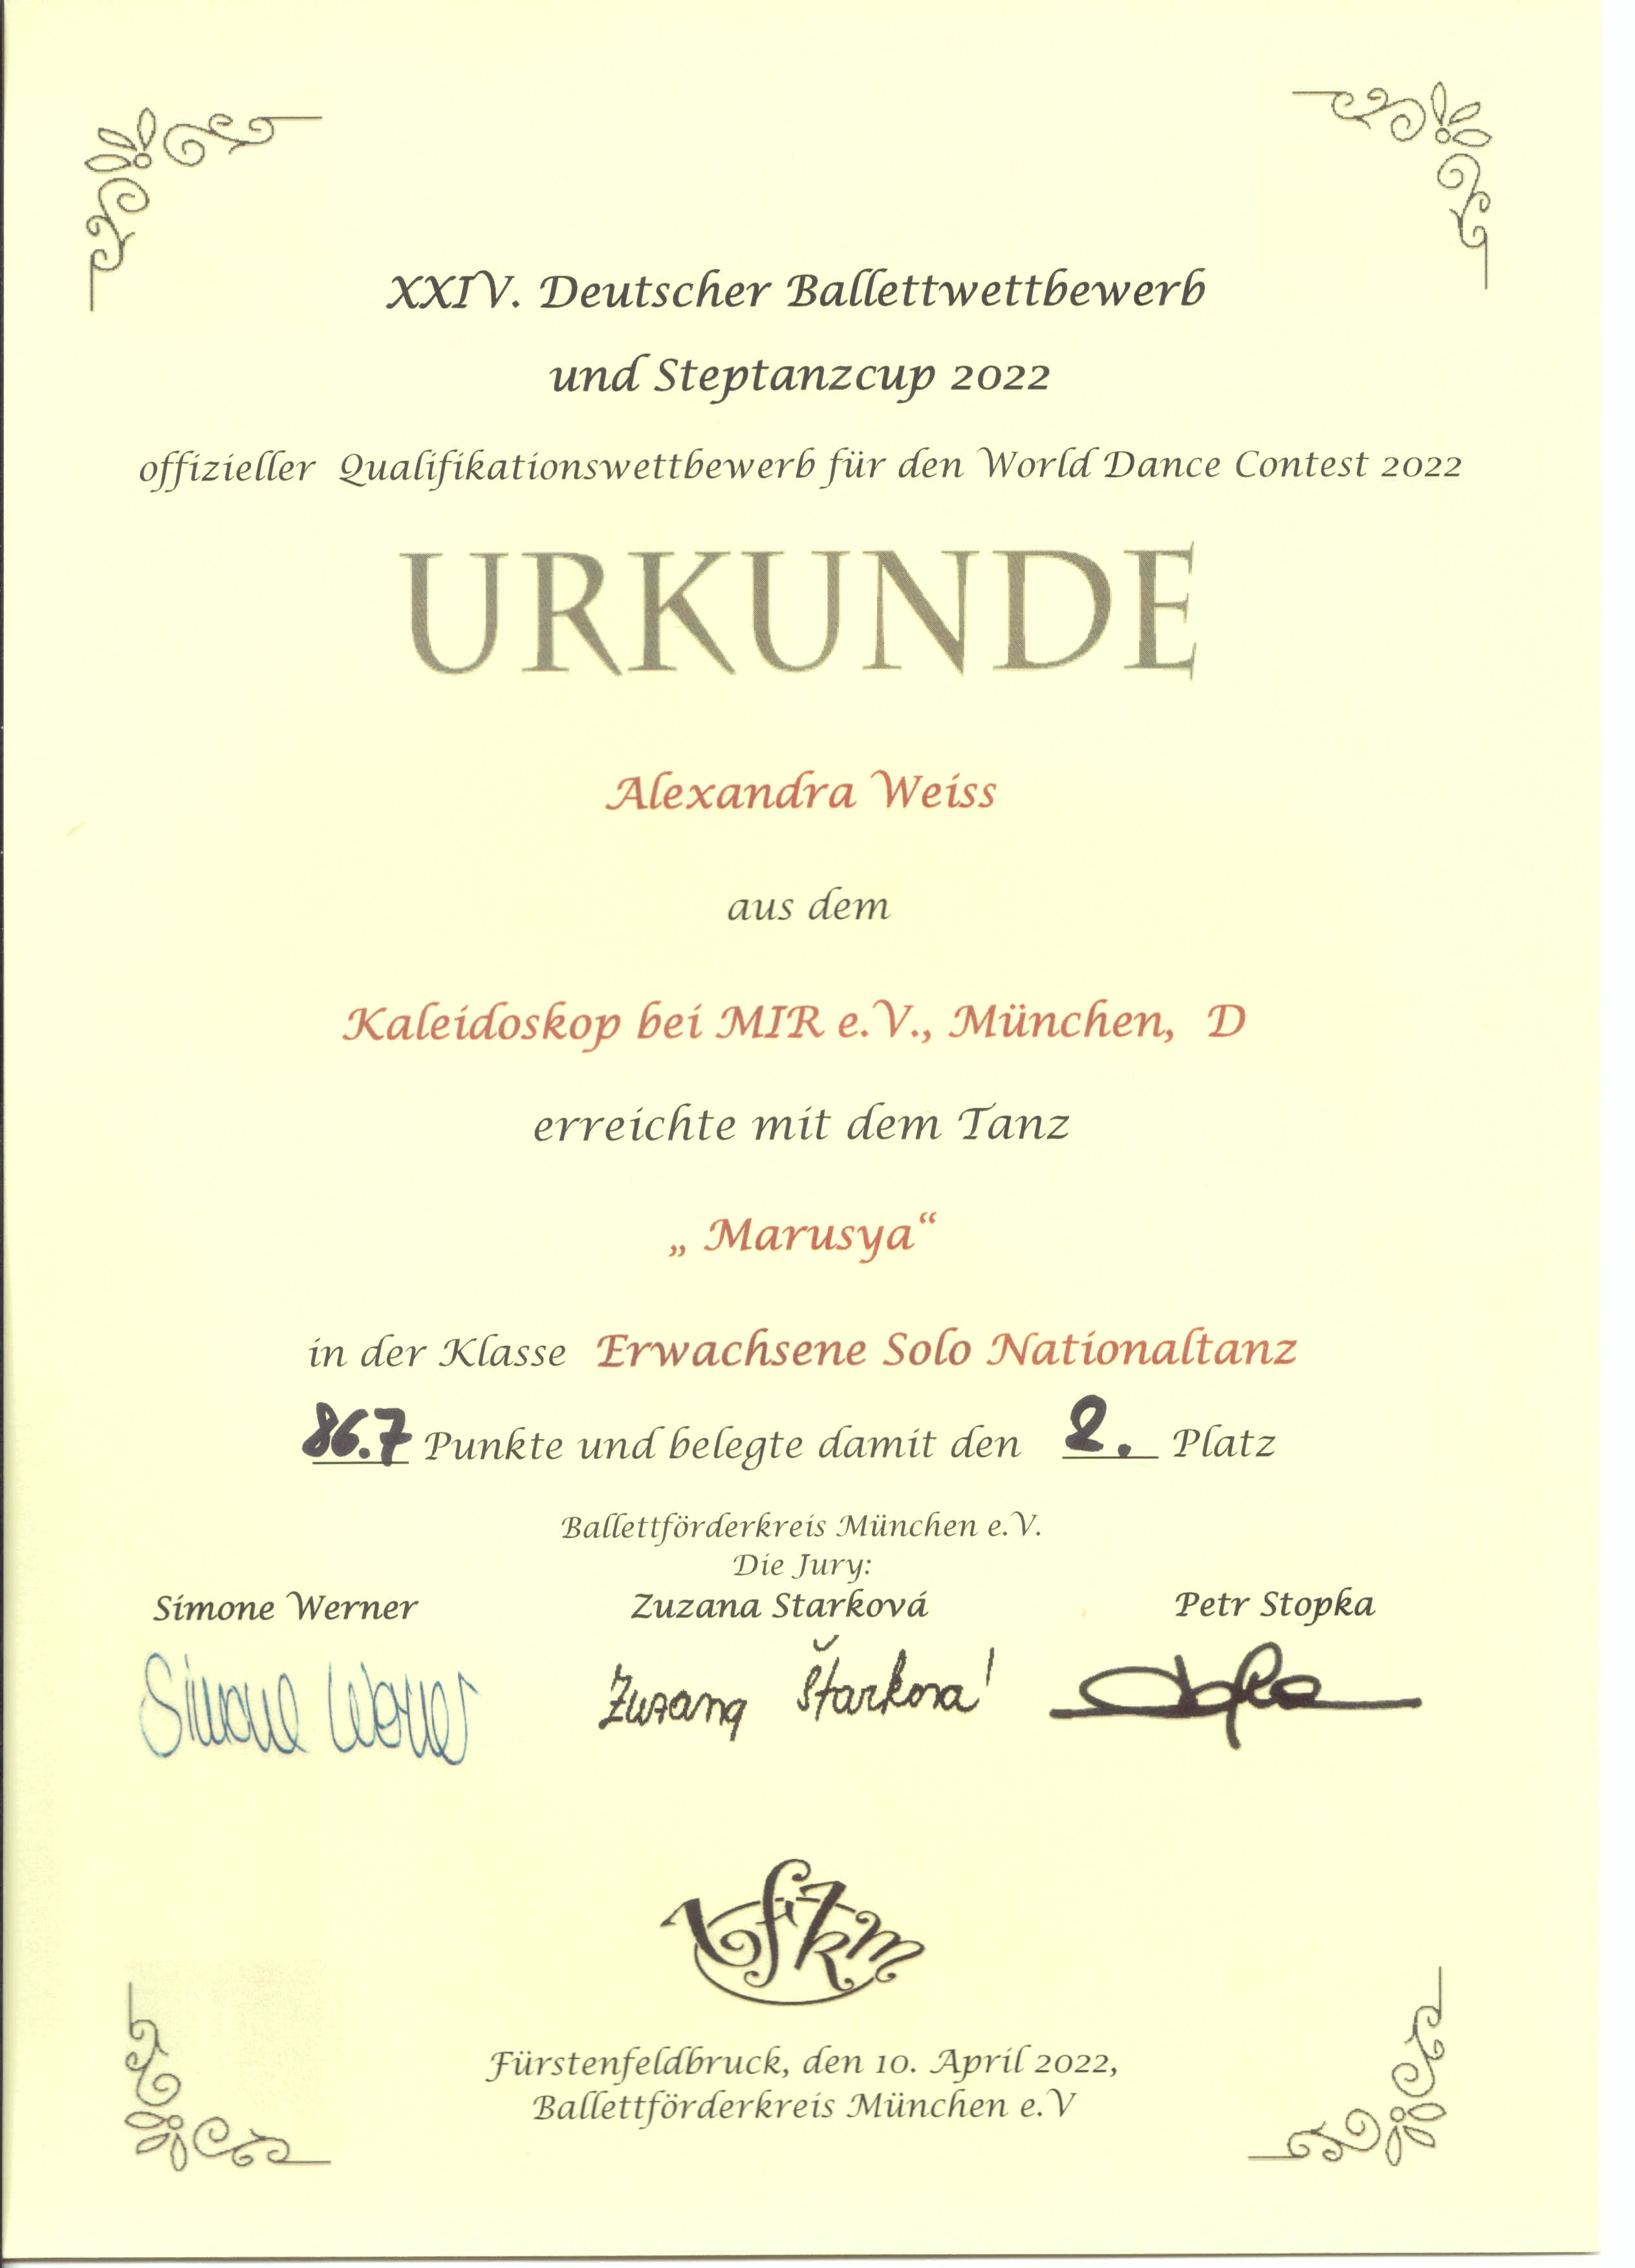 XXIV. Deutscher Ballettwettbewerb
und Steptanzcup 2022
offizieller Qualifikationswettbewerb für den World Dance Contest 2022
URKUNDE
Alexandra Weiss
aus dem
Kaleidoskop bei MIR e.V., München, D
erreichte mit dem Tanz
„ Marusya“
in der Klasse Erwachsene Solo Nationaltanz
86.7 Punkte und belegte damit den 2. Platz
Ballettförderkreis München e.V.
Die Jury:
Simone Werner Zuzana Starková Petr Stopka
Simone Werner Zuzana Štarková Stopka
bfkm
Fürstenfeldbruck, den 10. April 2022,
Ballettförderkreis München e.V